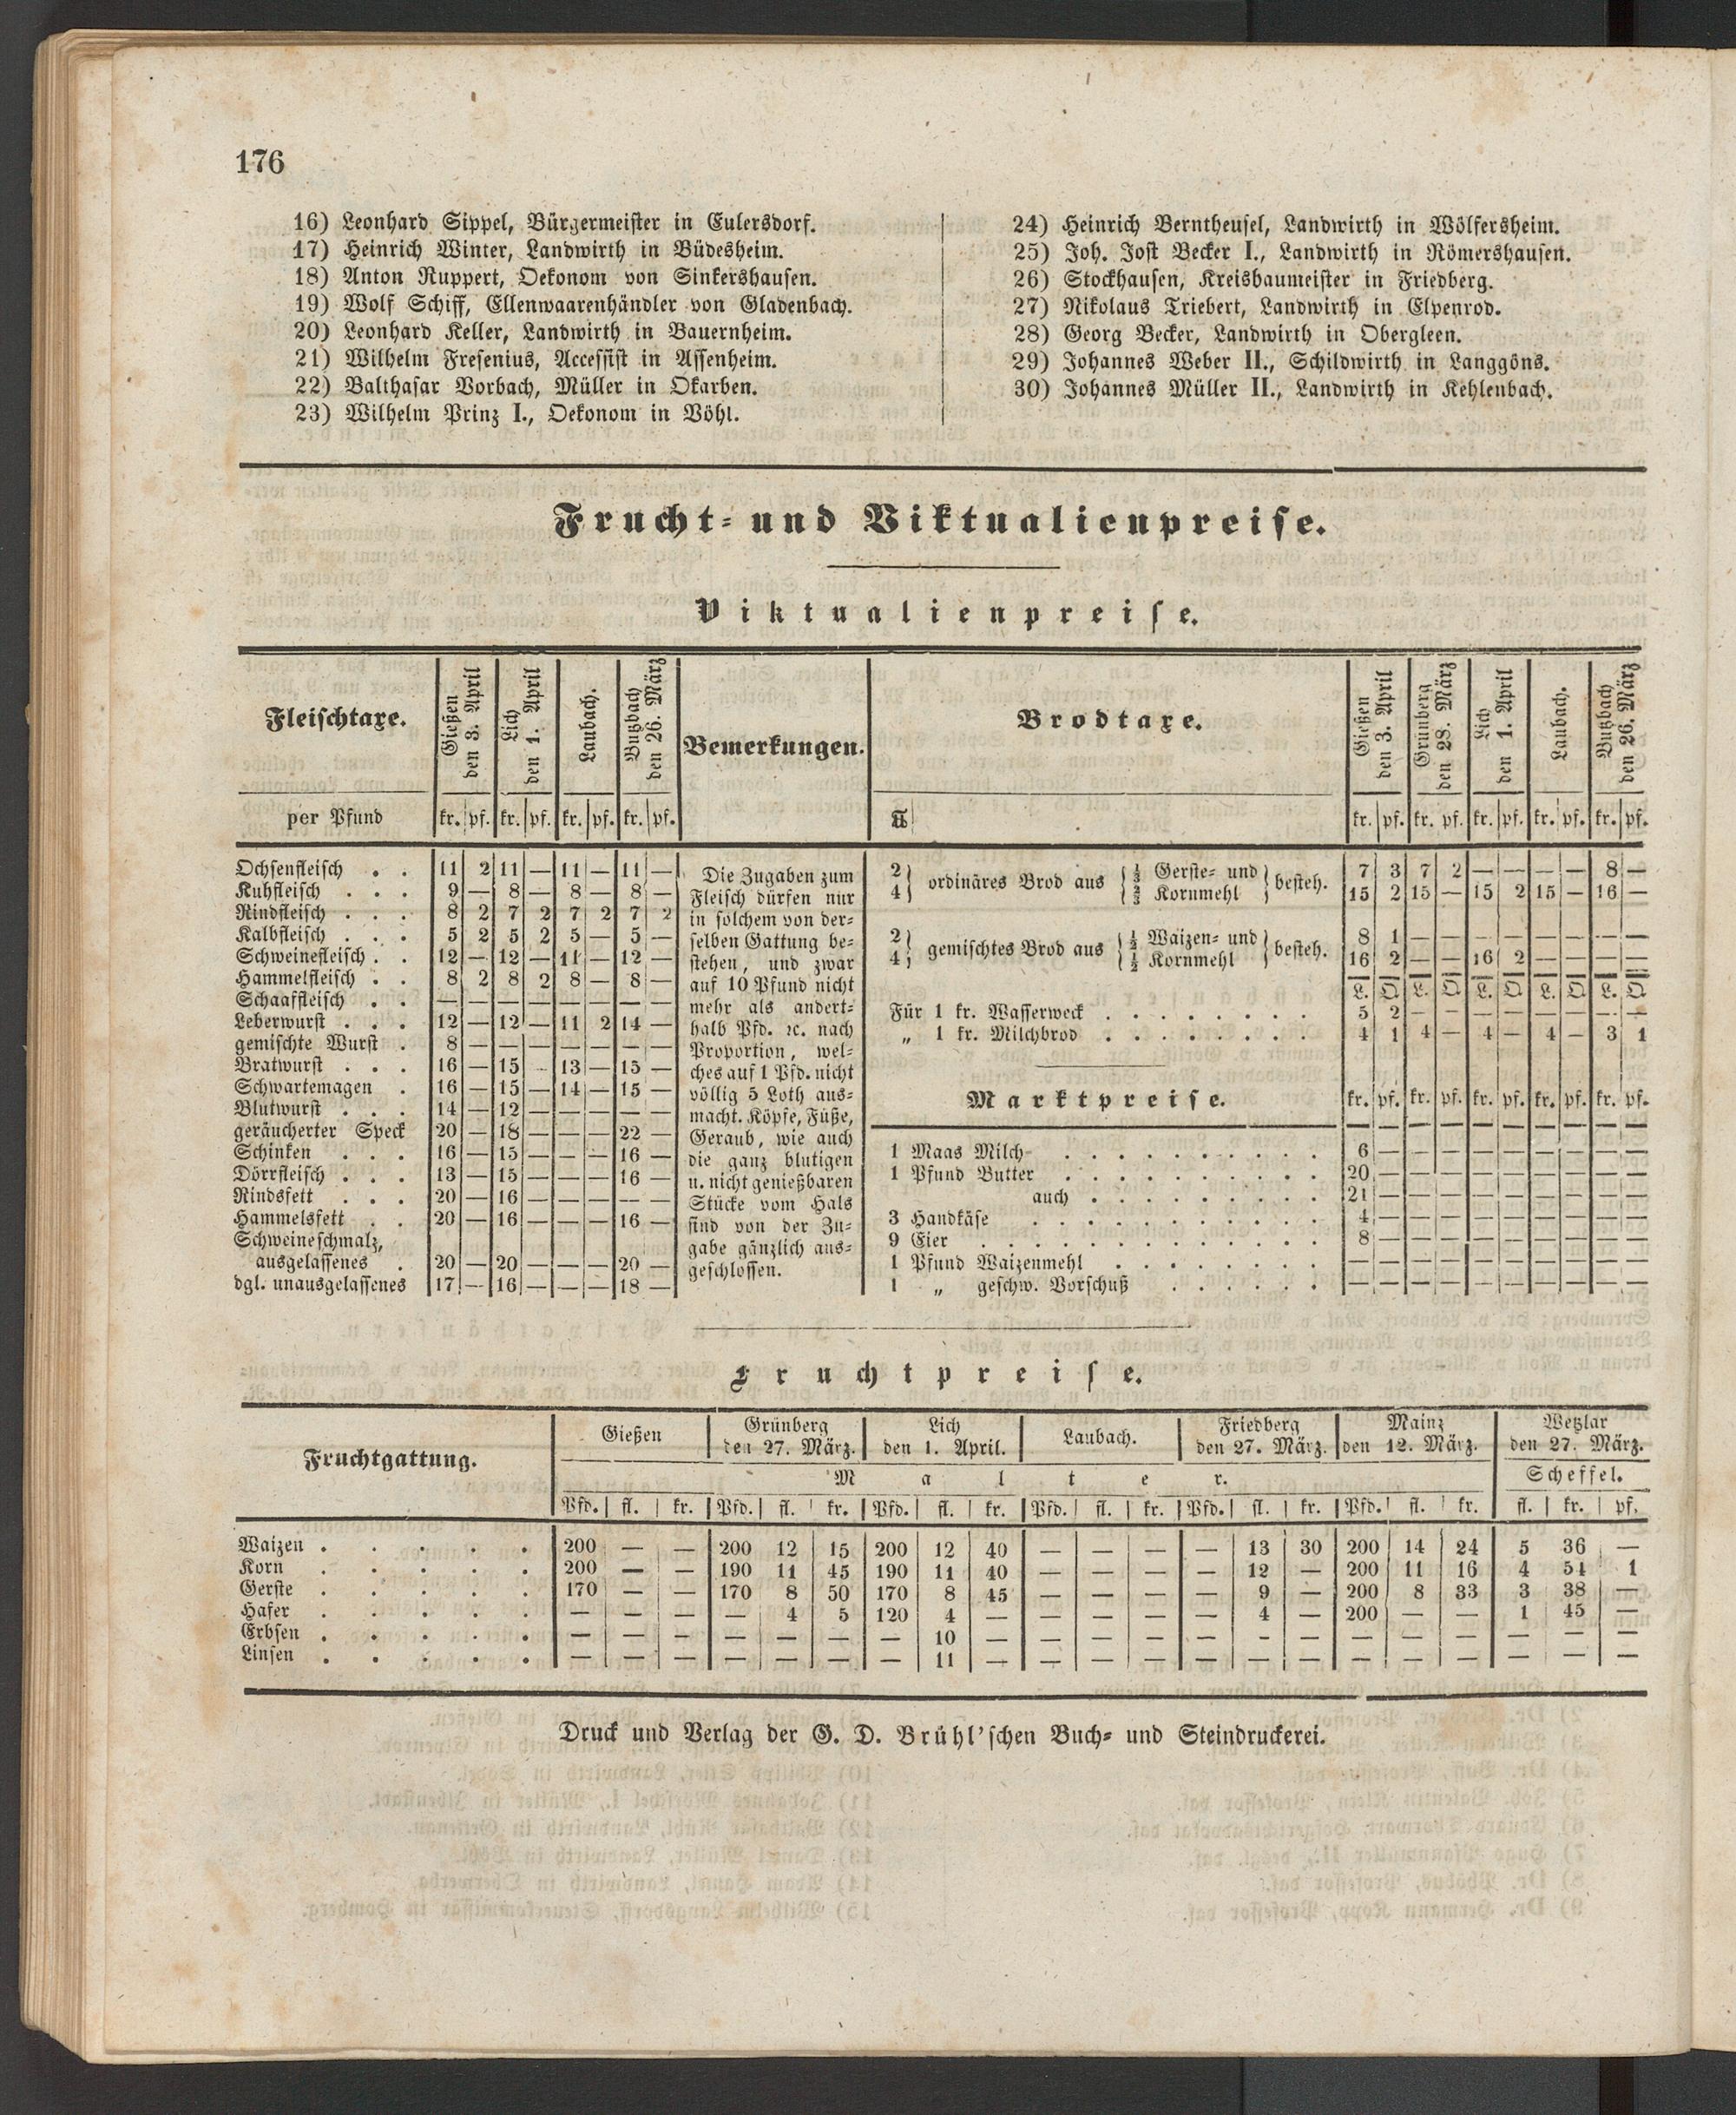 176
16) Leonhard Sippel, Bürgermeister in Eulersdorf.
17) Heinrich Winter, Landwirth in Büdesheim.
18) Anton Ruppert, Oekonom von Sinkershausen.
19) Wolf Schiff, Ellenwaarenhändler von Gladenbach.
20) Leonhard Keller, Landwirth in Bauernheim.
21) Wilhelm Fresenius, Accessist in Assenheim.
22) Balthasar Vorbach, Müller in Okarben.
23) Wilhelm Prinz I., Oekonom in Vöhl.
24) Heinrich Berntheusel, Landwirth in Wölfersheim.
25) Joh. Jost Becker I., Landwirth in Römershausen.
26) Stockhausen, Kreisbaumeister in Friedberg.
27) Nikolaus Triebert, Landwirth in Elpenrod.
28) Georg Becker, Landwirth in Obergleen.
29) Johannes Weber II., Schildwirth in Langgöns.
30) Johannes Müller II., Landwirth in Kehlenbach.
Frucht- und Viktualienpreise.
Viktualienpreise.
Fleischtaxe. Gießen den 3. April Lich den 1. April Laubach. Butzbach den 26. März
per Pfund kr. pf. kr. pf. kr. pf. kr. pf.
Ochsenfleisch . . 11 2 11 — 11 — 11 —
Kuhfleisch . . . 9 — 8 — 8 — 8 —
Rindfleisch . . . 8 2 7 2 7 2 7 2
Kalbfleisch . . . 5 2 5 2 5 — 5 —
Schweinefleisch . . 12 — 12 — 11 — 12 —
Hammelfleisch . . 8 2 8 2 8 — 8 —
Schaaffleisch . . — — — — — — — —
Leberwurst . . . 12 — 12 — 11 2 14 —
gemischte Wurst . 8 — — — — — — —
Bratwurst . . . 16 — 15 — 13 — 15 —
Schwartemagen . 16 — 15 — 14 — 15 —
Blutwurst . . . 14 — 12 — — — — —
geräucherter Speck 20 — 18 — — — 22 —
Schinken . . . 16 — 15 — — — 16 —
Dörrfleisch . . . 13 — 15 — — — 16 —
Rindsfett . . . 20 — 16 — — — — —
Hammelsfett . . 20 — 16 — — — 16 —
Schweineschmalz,
ausgelassenes . 20 — 20 — — — 20 —
dgl. unausgelassenes 17 — 16 — — — 18 —
Bemerkungen.
Die Zugaben zum
Fleisch dürfen nur
in solchem von der-
selben Gattung be-
stehen, und zwar
auf 10 Pfund nicht
mehr als andert-
halb Pfd. ꝛc. nach
Proportion, wel-
ches auf 1 Pfd. nicht
völlig 5 Loth aus-
macht. Köpfe, Füße,
Geraub, wie auch
die ganz blutigen
u. nicht genießbaren
Stücke vom Hals
sind von der Zu-
gabe gänzlich aus-
geschlossen.
Brodtaxe. Gießen den 3. April Grünberg den 28. März Lich den 1. April Laubach. Butzbach den 26. März
kr. pf. kr. pf. kr. pf. kr. pf. kr. pf.
2 ordinäres Brod aus Gerste- und besteh. 7 3 7 2 — — — — 8 —
4 Kornmehl 15 2 15 — 15 2 15 — 16 —
2 gemischtes Brod aus ½ Waizen- und besteh. 8 1 — — — — — — — —
4 ½ Kornmehl 16 2 — — 16 2 — — — —
L. Q L. Q L. Q L. Q L. Q
Für 1 kr. Wasserweck . . . . . . . . 5 2 — — — — — — — —
„ 1 kr. Milchbrod . . . . . . . . 4 1 4 — 4 — 4 — 3 1
Marktpreise. kr. pf. kr. pf. kr. pf. kr. pf. kr. pf.
1 Maas Milch . . . . . . . . . . 6 — — — — — — — — —
1 Pfund Butter . . . . . . . . . . 20 — — — — — — — — —
auch . . . . . . . . . 21 — — — — — — — — —
3 Handkäse . . . . . . . . . . 4 — — — — — — — — —
9 Eier . . . . . . . . . . . . 8 — — — — — — — — —
1 Pfund Waizenmehl . . . . . . . . — — — — — — — — — —
1 „ geschw. Vorschuß . . . . . . — — — — — — — — — —
Fruchtpreise.
Fruchtgattung. Gießen Grünberg den 27. März. Lich den 1. April. Laubach. Friedberg den 27. März. Mainz den 12. März. Wetzlar den 27. März.
Malter. Scheffel.
Pfd. fl. kr. Pfd. fl. kr. Pfd. fl. kr. Pfd. fl. kr. Pfd. fl. kr. Pfd. fl. kr. fl. kr. pf.
Waizen . . . . . 200 — — 200 12 15 200 12 40 — — — — 13 30 200 14 24 5 36 —
Korn . . . . . 200 — — 190 11 45 190 11 40 — — — — 12 — 200 11 16 4 51 1
Gerste . . . . . 170 — — 170 8 50 170 8 45 — — — — 9 — 200 8 33 3 38 —
Hafer . . . . . — — — — 4 5 120 4 — — — — — 4 — 200 — — 1 45 —
Erbsen . . . . . — — — — — — — 10 — — — — — — — — — — — — —
Linsen . . . . . — — — — — — — 11 — — — — — — — — — — — — —
Druck und Verlag der G. D. Brühl'schen Buch- und Steindruckerei.